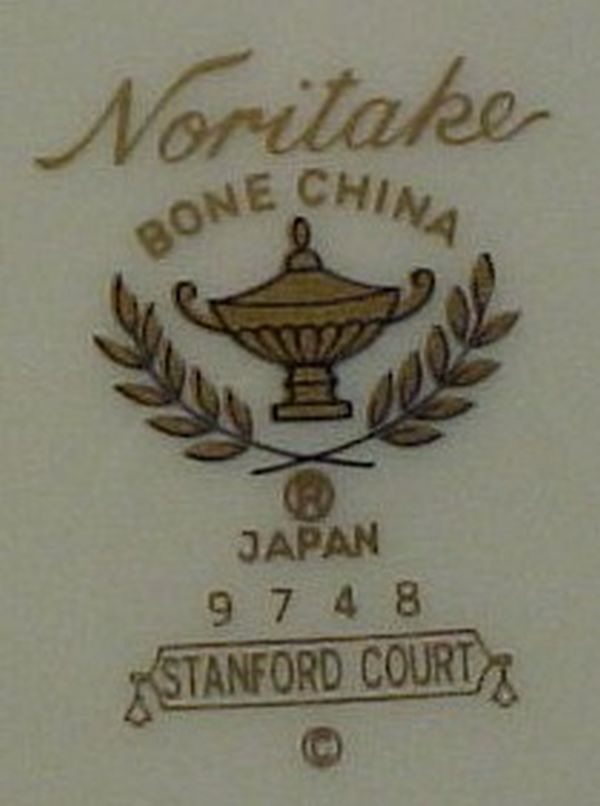 Noritake
BONE CHINA
®
JAPAN
9748
STANFORD COURT
©